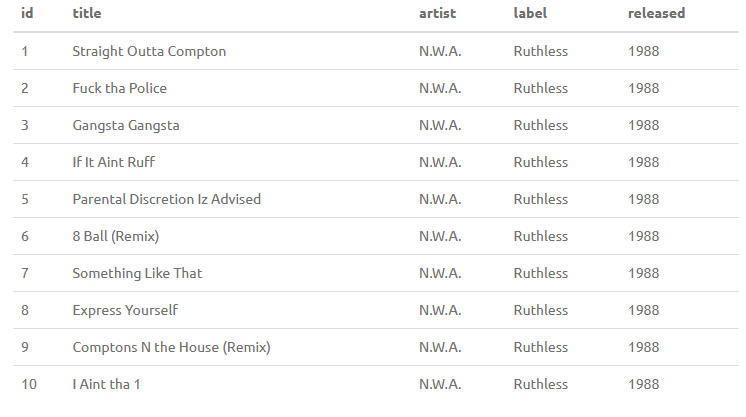 id title artist label released
1 Straight Outta Compton N.W.A. Ruthless 1988
2 Fuck tha Police N.W.A. Ruthless 1988
3 Gangsta Gangsta N.W.A. Ruthless 1988
4 If It Aint Ruff N.W.A. Ruthless 1988
5 Parental Discretion Iz Advised N.W.A. Ruthless 1988
6 8 Ball (Remix) N.W.A. Ruthless 1988
7 Something Like That N.W.A. Ruthless 1988
8 Express Yourself N.W.A. Ruthless 1988
9 Comptons N the House (Remix) N.W.A. Ruthless 1988
10 I Aint tha 1 N.W.A. Ruthless 1988